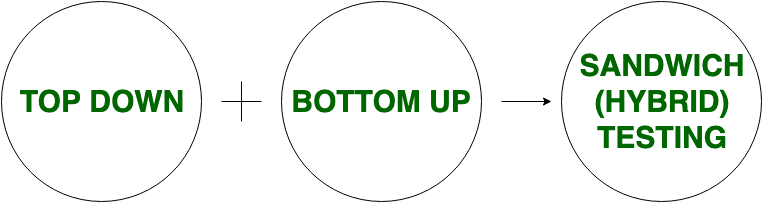 TOP DOWN
BOTTOM UP
SANDWICH
(HYBRID)
TESTING